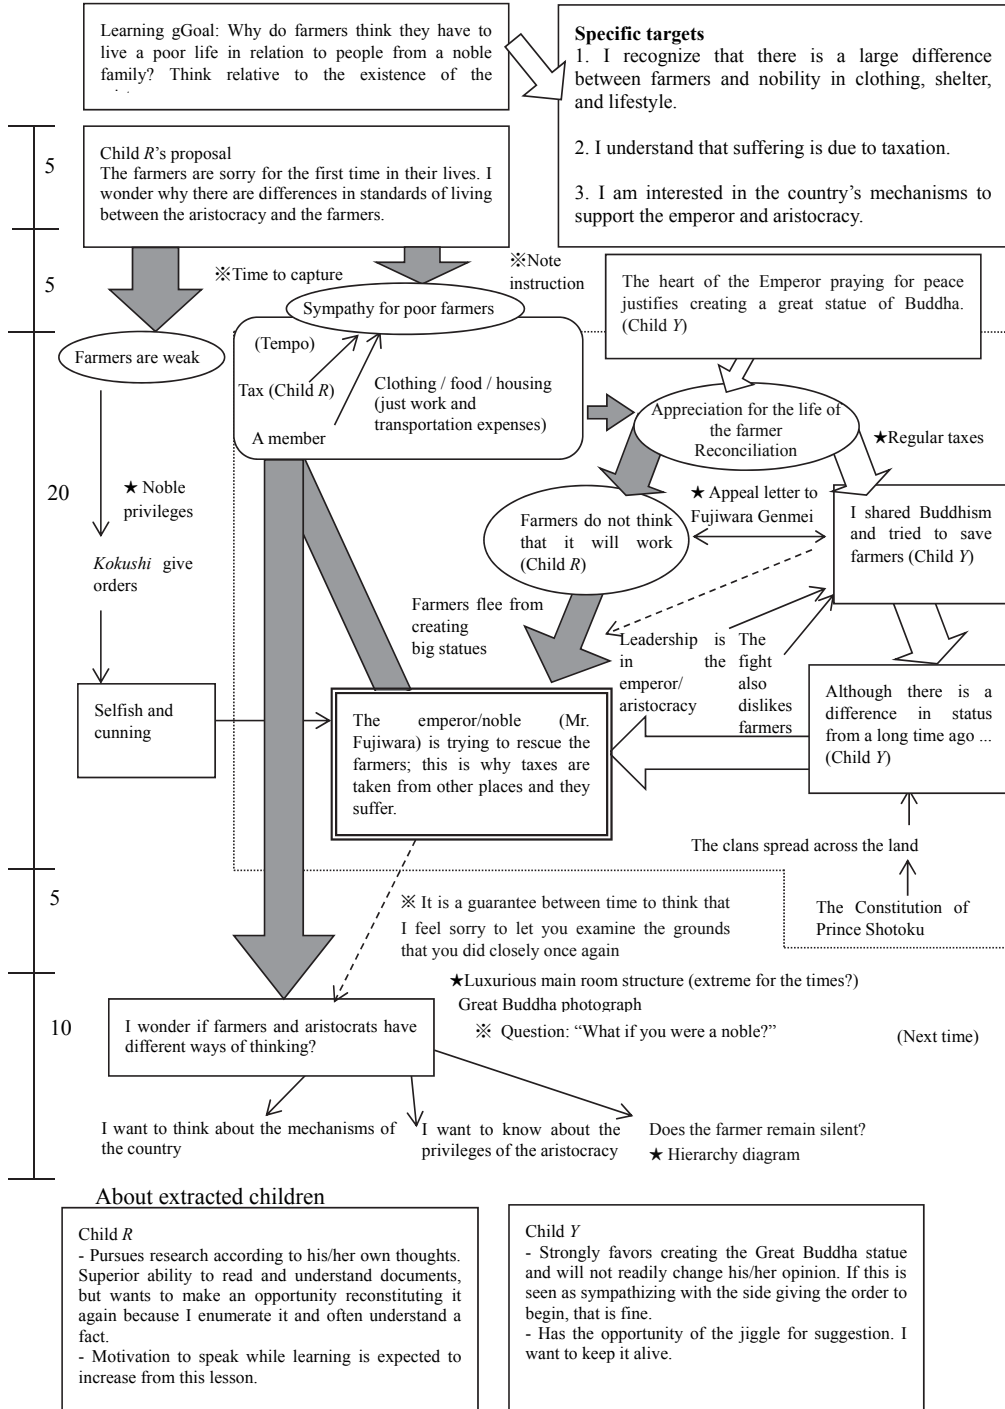 Learning gGoal: Why do farmers think they have to
live a poor life in relation to people from a noble
family? Think relative to the existence of the
Specific targets
1. I recognize that there is a large difference
between farmers and nobility in clothing, shelter,
and lifestyle.
2. I understand that suffering is due to taxation.
3. I am interested in the country’s mechanisms to
support the emperor and aristocracy.
5
Child R’s proposal
The farmers are sorry for the first time in their lives. I
wonder why there are differences in standards of living
between the aristocracy and the farmers.
5
※Time to capture
※Note
instruction
Sympathy for poor farmers
The heart of the Emperor praying for peace
justifies creating a great statue of Buddha.
(Child Y)
Farmers are weak
(Tempo)
Tax (Child R)
Clothing / food / housing
(just work and
transportation expenses)
A member
Appreciation for the life of
the farmer
Reconciliation
★Regular taxes
20
★ Noble
privileges
★ Appeal letter to
Fujiwara Genmei
Farmers do not think
that it will work
(Child R)
I shared Buddhism
and tried to save
farmers (Child Y)
Kokushi give
orders
Farmers flee from
creating
big statues
Leadership is
in the
emperor/
aristocracy
The
fight
also
dislikes
farmers
Selfish and
cunning
The emperor/noble (Mr.
Fujiwara) is trying to rescue the
farmers; this is why taxes are
taken from other places and they
suffer.
Although there is a
difference in status
from a long time ago ...
(Child Y)
The clans spread across the land
The Constitution of
Prince Shotoku
5
※ It is a guarantee between time to think that
I feel sorry to let you examine the grounds
that you did closely once again
★Luxurious main room structure (extreme for the times?)
Great Buddha photograph
※ Question: “What if you were a noble?”
(Next time)
10
I wonder if farmers and aristocrats have
different ways of thinking?
I want to think about the mechanisms of
the country
I want to know about the
privileges of the aristocracy
Does the farmer remain silent?
★ Hierarchy diagram
About extracted children
Child R
- Pursues research according to his/her own thoughts.
Superior ability to read and understand documents,
but wants to make an opportunity reconstituting it
again because I enumerate it and often understand a
fact.
- Motivation to speak while learning is expected to
increase from this lesson.
Child Y
- Strongly favors creating the Great Buddha statue
and will not readily change his/her opinion. If this is
seen as sympathizing with the side giving the order to
begin, that is fine.
- Has the opportunity of the jiggle for suggestion. I
want to keep it alive.